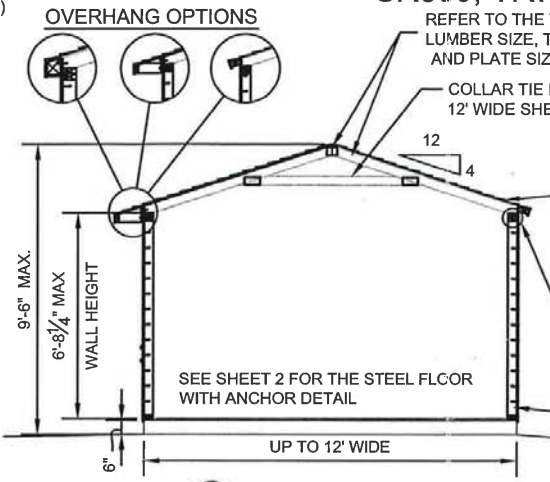 )
OVERHANG OPTIONS
REFER TO THE
LUMBER SIZE,
AND PLATE SIZ
COLLAR TIE
12' WIDE SHE
12
4
9'-6" MAX.
6'-8 1/4" MAX
WALL HEIGHT
SEE SHEET 2 FOR THE STEEL FLOOR
WITH ANCHOR DETAIL
6"
UP TO 12' WIDE